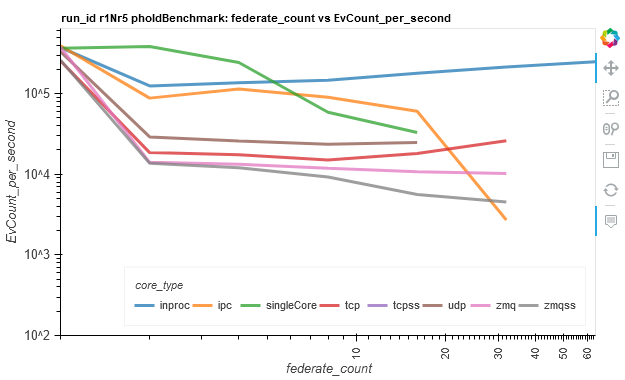 run_id r1Nr5 pholdBenchmark: federate_count vs EvCount_per_second
EvCount_per_second
10^5
10^4
10^3
10^2
core_type
inproc ipc singleCore tcp tcpss udp zmq zmqss
10 20 30 40 50 60
federate_count